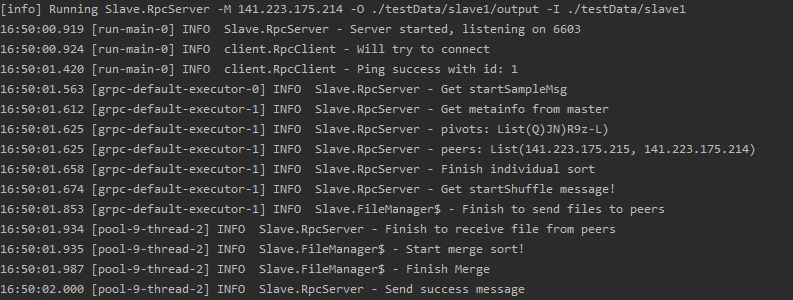 [info] Running Slave.RpcServer -M 141.223.175.214 -O ./testData/slave1/output -I ./testData/slave1
16:50:00.919 [run-main-0] INFO  Slave.RpcServer - Server started, listening on 6603
16:50:00.924 [run-main-0] INFO  client.RpcClient - Will try to connect
16:50:01.420 [run-main-0] INFO  client.RpcClient - Ping success with id: 1
16:50:01.563 [grpc-default-executor-0] INFO  Slave.RpcServer - Get startSampleMsg
16:50:01.612 [grpc-default-executor-1] INFO  Slave.RpcServer - Get metainfo from master
16:50:01.625 [grpc-default-executor-1] INFO  Slave.RpcServer - pivots: List(Q)JN)R9z-L)
16:50:01.625 [grpc-default-executor-1] INFO  Slave.RpcServer - peers: List(141.223.175.215, 141.223.175.214)
16:50:01.658 [grpc-default-executor-1] INFO  Slave.RpcServer - Finish individual sort
16:50:01.674 [grpc-default-executor-1] INFO  Slave.RpcServer - Get startShuffle message!
16:50:01.853 [grpc-default-executor-1] INFO  Slave.FileManager$ - Finish to send files to peers
16:50:01.934 [pool-9-thread-2] INFO  Slave.RpcServer - Finish to receive file from peers
16:50:01.935 [pool-9-thread-2] INFO  Slave.FileManager$ - Start merge sort!
16:50:01.987 [pool-9-thread-2] INFO  Slave.FileManager$ - Finish Merge
16:50:02.000 [pool-9-thread-2] INFO  Slave.RpcServer - Send success message